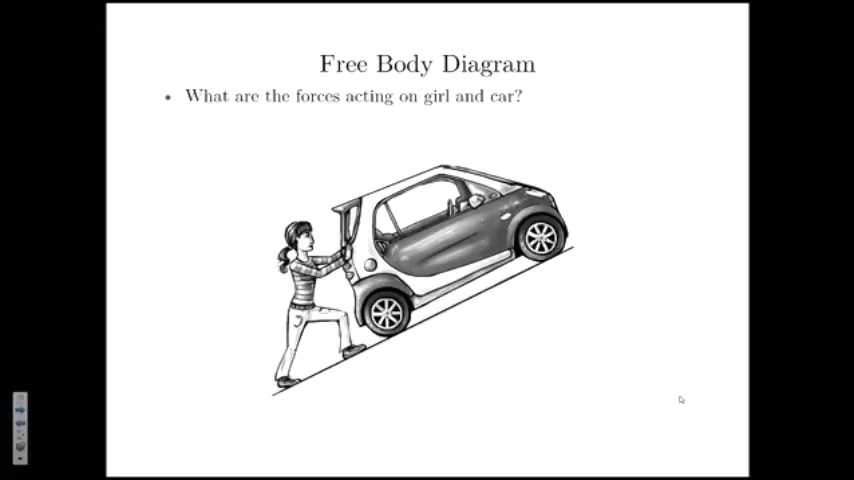 Free Body Diagram
• What are the forces acting on girl and car?